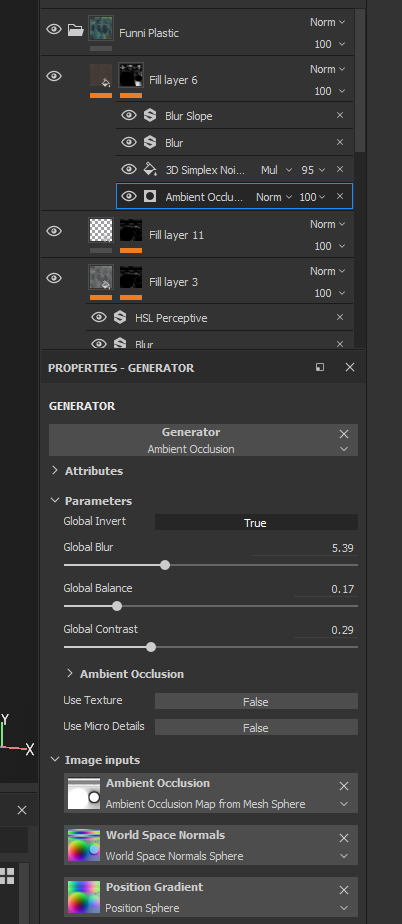 Funni Plastic
Norm
100
Fill layer 6
Norm
100
Blur Slope
Blur
3D Simplex Noi... Mul 95
Ambient Occlu... Norm 100
Fill layer 11
Norm
100
Fill layer 3
Norm
100
HSL Perceptive
Blur
PROPERTIES - GENERATOR
GENERATOR
Generator
Ambient Occlusion
Attributes
Parameters
Global Invert True
Global Blur 5.39
Global Balance 0.17
Global Contrast 0.29
Ambient Occlusion
Use Texture False
Use Micro Details False
Image inputs
Ambient Occlusion
Ambient Occlusion Map from Mesh Sphere
World Space Normals
World Space Normals Sphere
Position Gradient
Position Sphere
Y
X